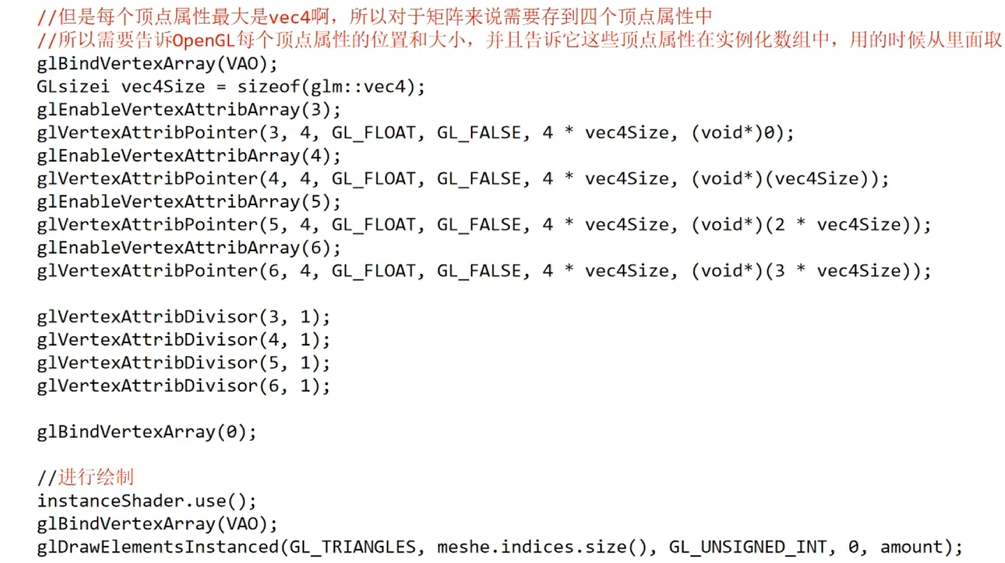 //但是每个顶点属性最大是vec4啊，所以对于矩阵来说需要存到四个顶点属性中
//所以需要告诉OpenGL每个顶点属性的位置和大小，并且告诉它这些顶点属性在实例化数组中，用的时候从里面取
glBindVertexArray(VAO);
GLsizei vec4Size = sizeof(glm::vec4);
glEnableVertexAttribArray(3);
glVertexAttribPointer(3, 4, GL_FLOAT, GL_FALSE, 4 * vec4Size, (void*)0);
glEnableVertexAttribArray(4);
glVertexAttribPointer(4, 4, GL_FLOAT, GL_FALSE, 4 * vec4Size, (void*)(vec4Size));
glEnableVertexAttribArray(5);
glVertexAttribPointer(5, 4, GL_FLOAT, GL_FALSE, 4 * vec4Size, (void*)(2 * vec4Size));
glEnableVertexAttribArray(6);
glVertexAttribPointer(6, 4, GL_FLOAT, GL_FALSE, 4 * vec4Size, (void*)(3 * vec4Size));
glVertexAttribDivisor(3, 1);
glVertexAttribDivisor(4, 1);
glVertexAttribDivisor(5, 1);
glVertexAttribDivisor(6, 1);
glBindVertexArray(0);
//进行绘制
instanceShader.use();
glBindVertexArray(VAO);
glDrawElementsInstanced(GL_TRIANGLES, meshe.indices.size(), GL_UNSIGNED_INT, 0, amount);